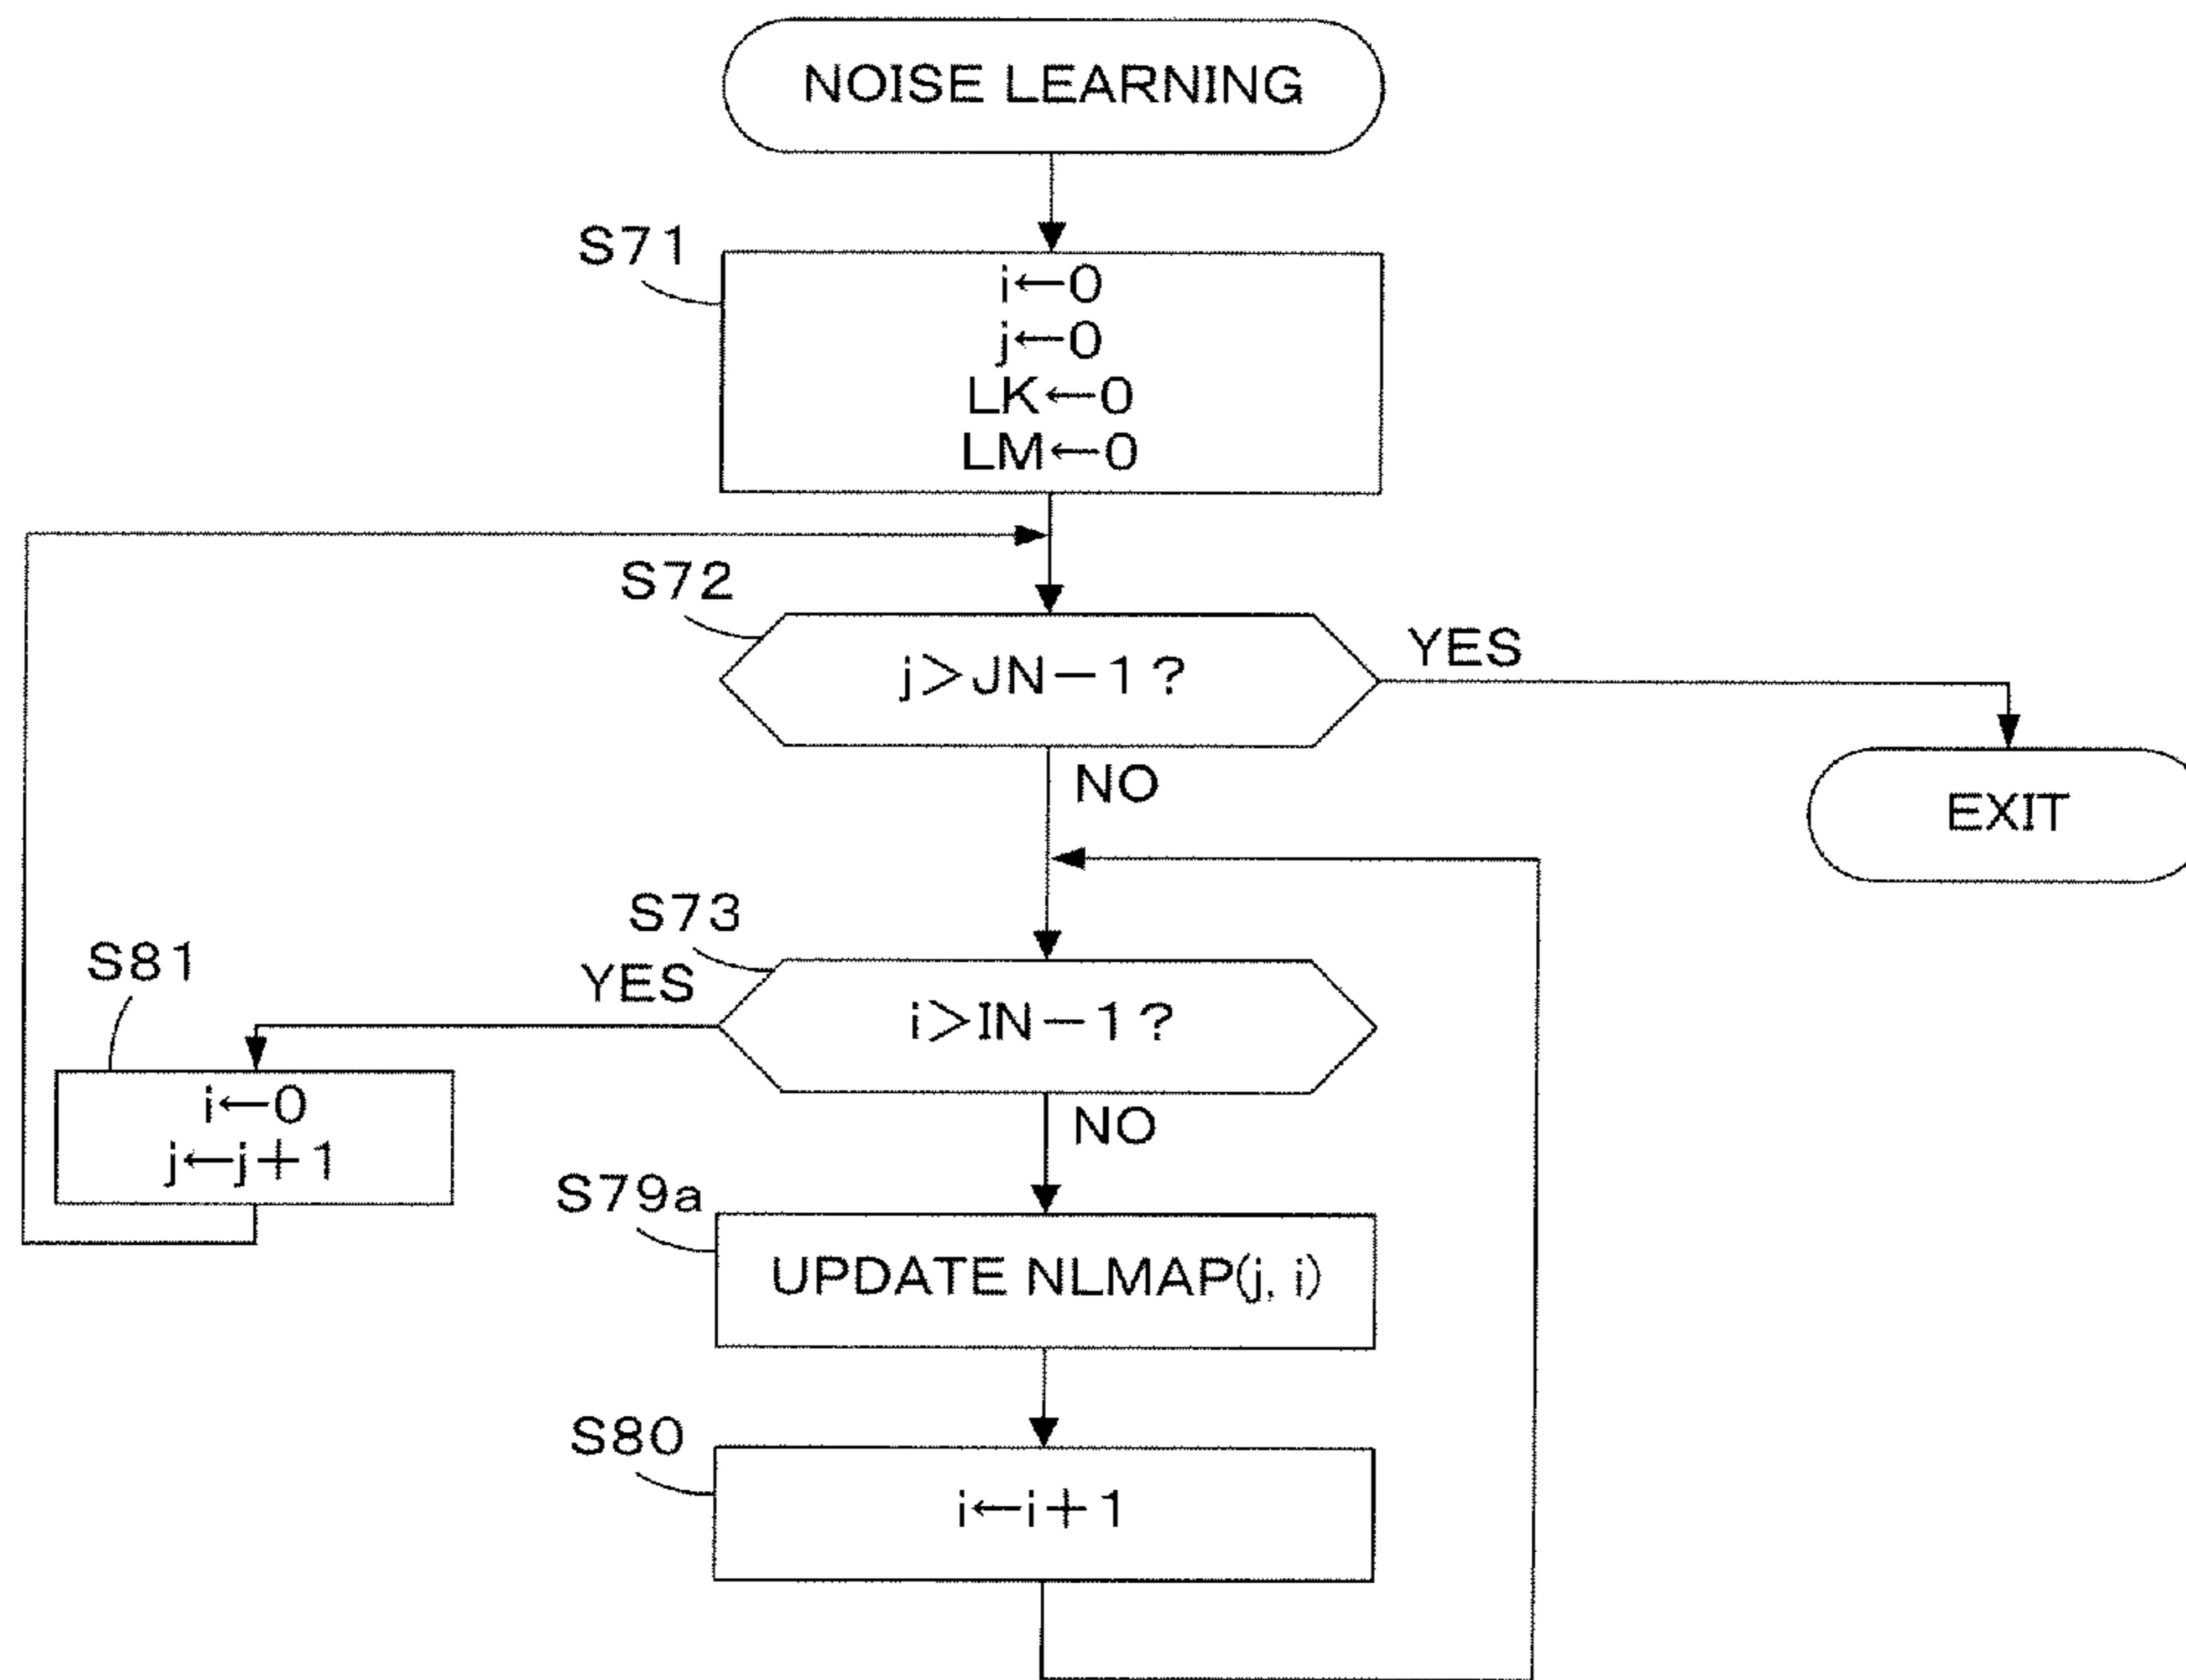 NOISE LEARNING
S71
i←0
j←0
LK←0
LM←0
S72
j>JN−1?
YES
NO
EXIT
S73
YES
i>IN−1?
S81
i←0
j←j+1
NO
S79a
UPDATE NLMAP(j, i)
S80
i←i+1